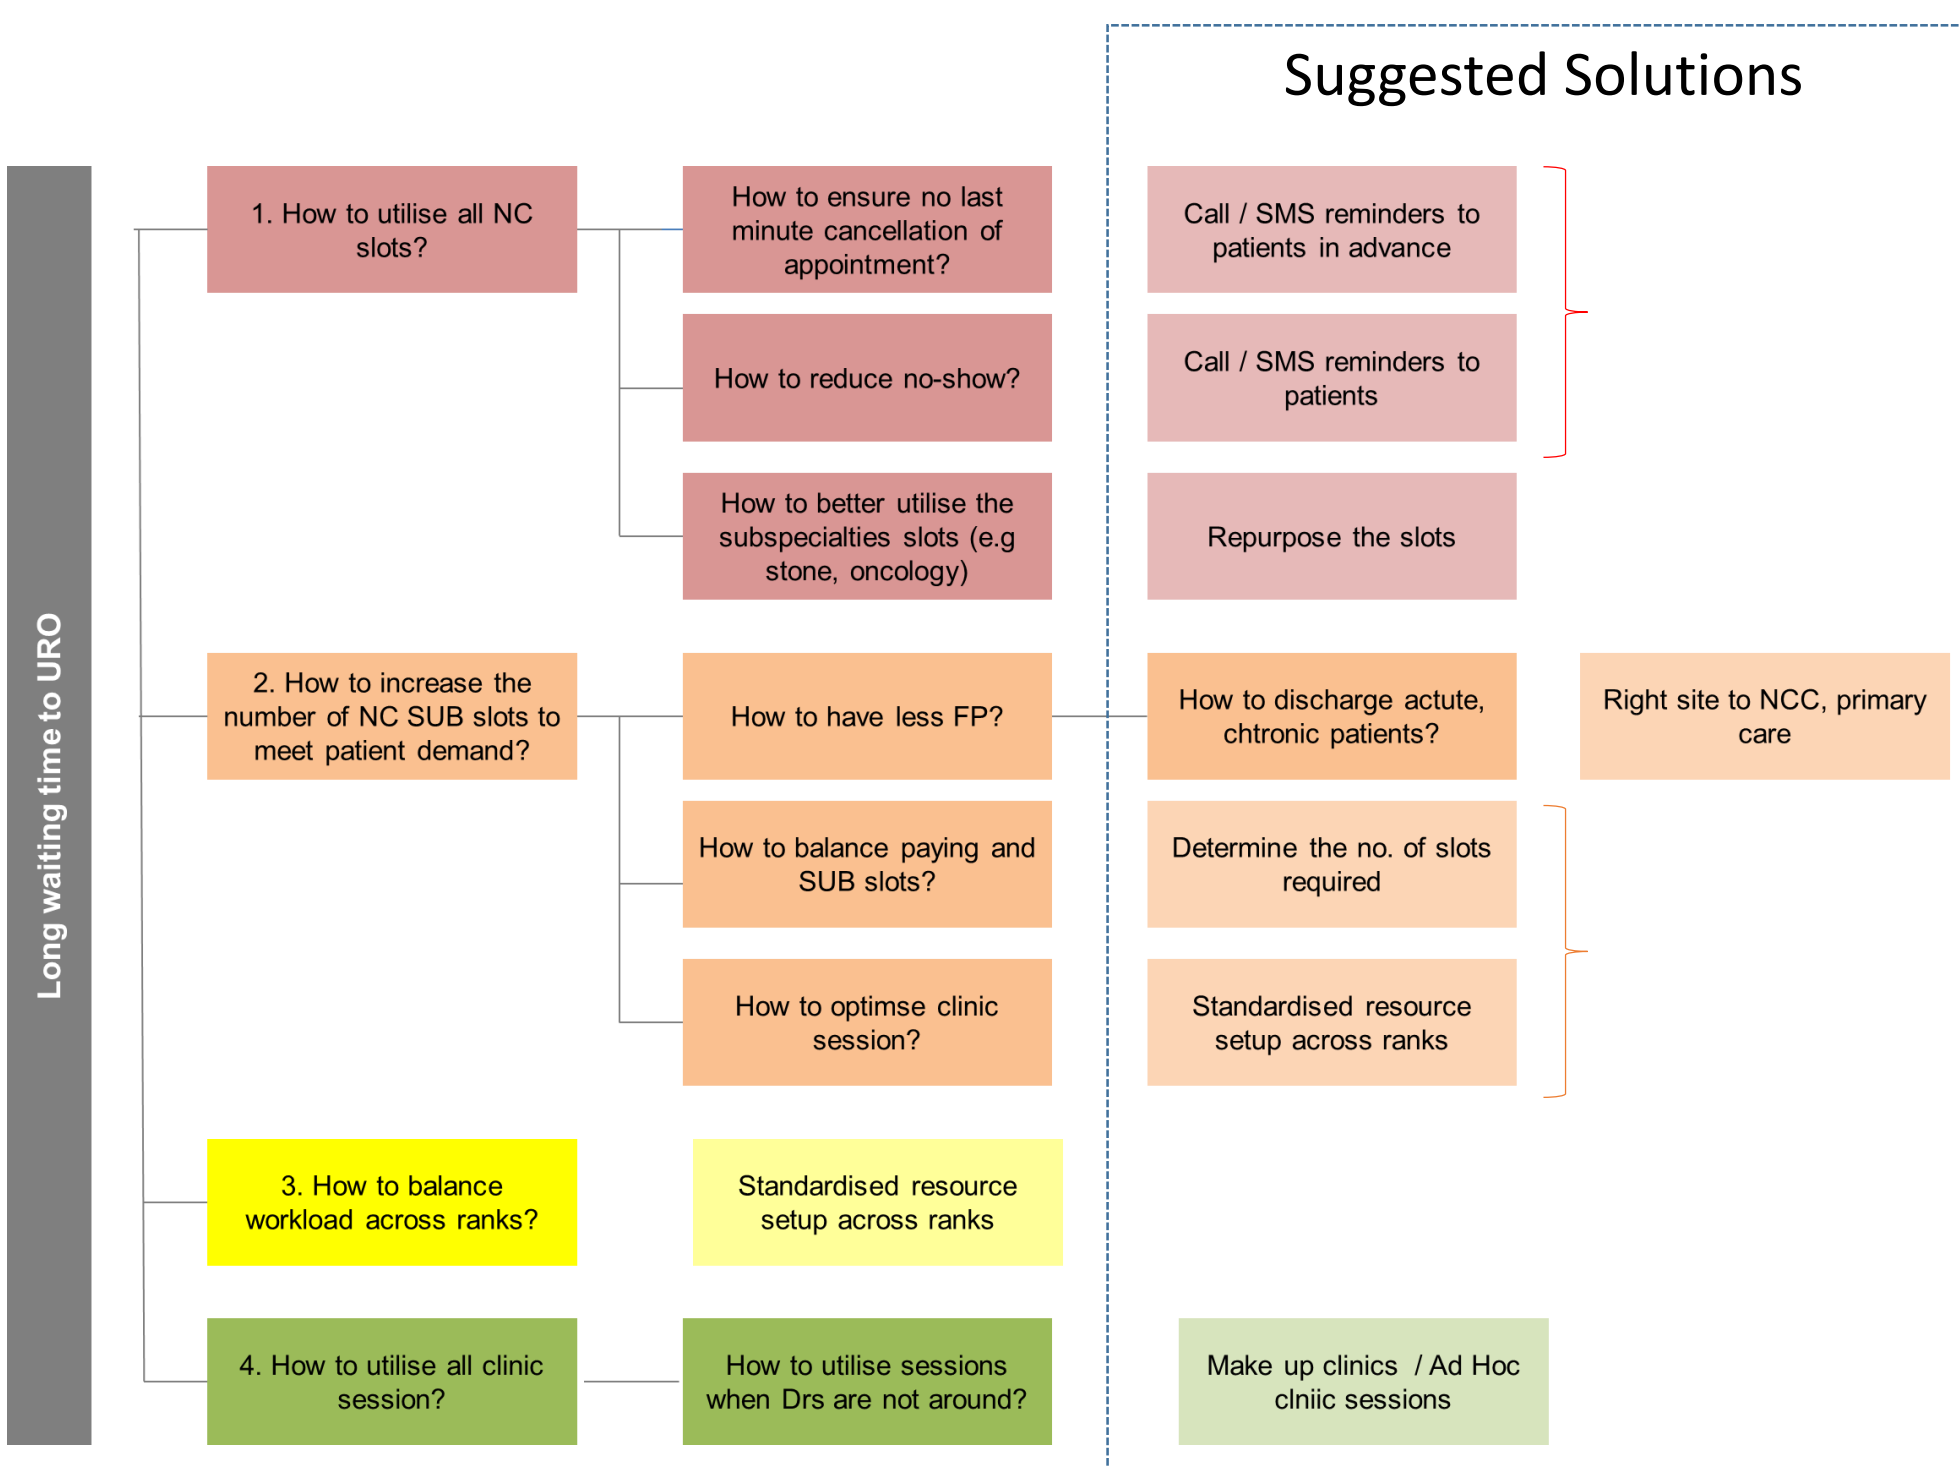 Suggested Solutions
Long waiting time to URO
1. How to utilise all NC
slots?
How to ensure no last
minute cancellation of
appointment?
Call / SMS reminders to
patients in advance
How to reduce no-show?
Call / SMS reminders to
patients
How to better utilise the
subspecialties slots (e.g
stone, oncology)
Repurpose the slots
2. How to increase the
number of NC SUB slots to
meet patient demand?
How to have less FP?
How to discharge actute,
chtronic patients?
Right site to NCC, primary
care
How to balance paying and
SUB slots?
Determine the no. of slots
required
How to optimse clinic
session?
Standardised resource
setup across ranks
3. How to balance
workload across ranks?
Standardised resource
setup across ranks
4. How to utilise all clinic
session?
How to utilise sessions
when Drs are not around?
Make up clinics / Ad Hoc
clniic sessions